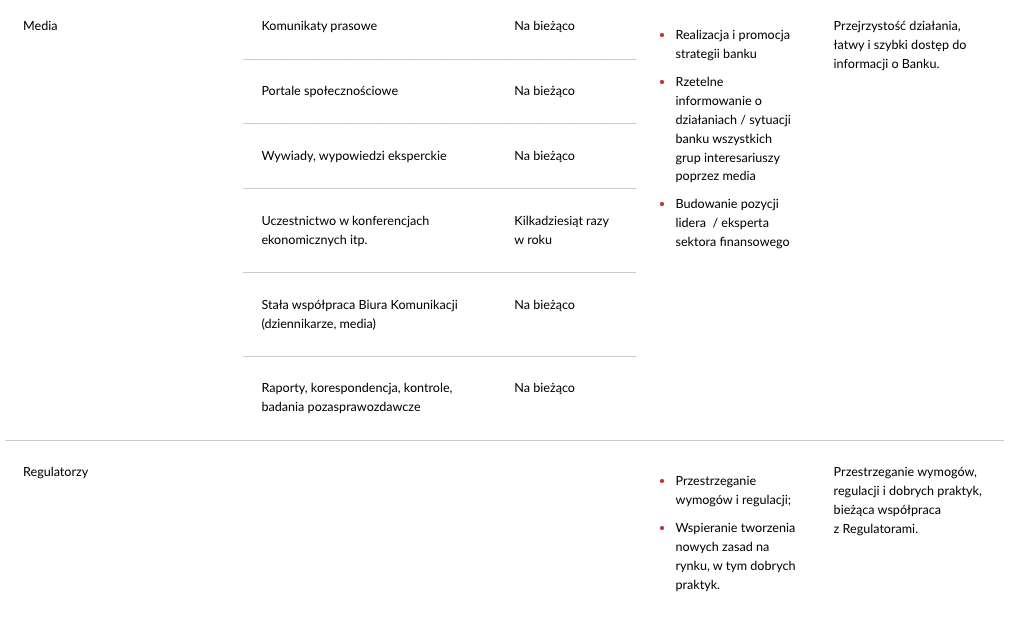 Media
Komunikaty prasowe
Na bieżąco
Portale społecznościowe
Na bieżąco
Wywiady, wypowiedzi eksperckie
Na bieżąco
Uczestnictwo w konferencjach
ekonomicznych itp.
Kilkadziesiąt razy
w roku
Stała współpraca Biura Komunikacji
(dziennikarze, media)
Na bieżąco
Raporty, korespondencja, kontrole,
badania pozasprawozdawcze
Na bieżąco
• Realizacja i promocja
strategii banku
• Rzetelne
informowanie o
działaniach / sytuacji
banku wszystkich
grup interesariuszy
poprzez media
• Budowanie pozycji
lidera / eksperta
sektora finansowego
Przejrzystość działania,
łatwy i szybki dostęp do
informacji o Banku.
Regulatorzy
• Przestrzeganie
wymogów i regulacji;
• Wspieranie tworzenia
nowych zasad na
rynku, w tym dobrych
praktyk.
Przestrzeganie wymogów,
regulacji i dobrych praktyk,
bieżąca współpraca
z Regulatorami.